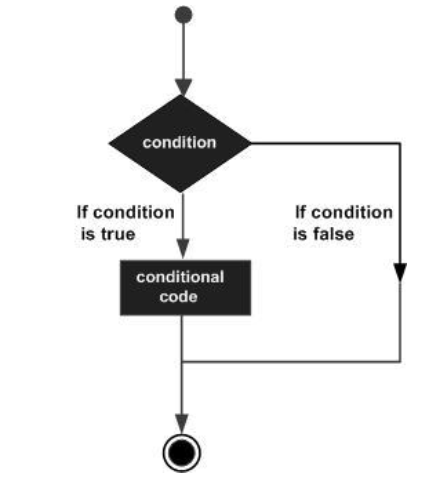 condition
If condition
is true
If condition
is false
conditional
code